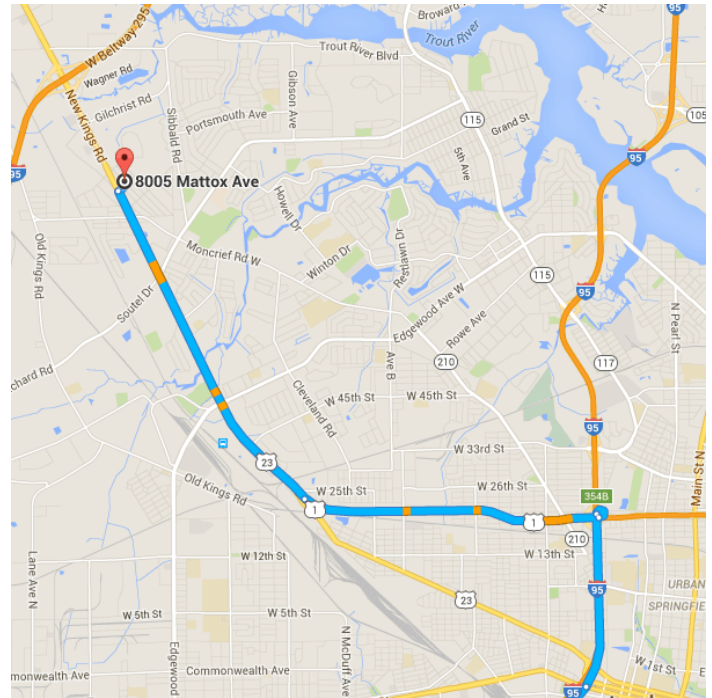 Broward
W Beltway 295
Trout River Blvd
Trout River
Wagner Rd
95
Gilchrist Rd
Gibson Ave
New Kings Rd
Sibbald Rd
Portsmouth Ave
115
Grand St
105
5th Ave
95
95
8005 Mattox Ave
Howell Dr
Old Kings Rd
Moncrief Rd W
Winton Dr
115
95
Soutel Dr
Edgewood Ave W
Rowe Ave
N Pearl St
Ave B
210
117
chard Rd
Cleveland Rd
W 45th St
W 45th St
95
23
W 33rd St
Main St N
Old Kings Rd
W 25th St
W 26th St
354B
1
1
210
W 12th St
W 13th St
Lane Ave N
23
95
URBAN
SPRINGFIE
W 5th St
W 5th St
Edgewood
N McDuff Ave
W 1st St
mmonwealth Ave
Commonwealth Ave
95